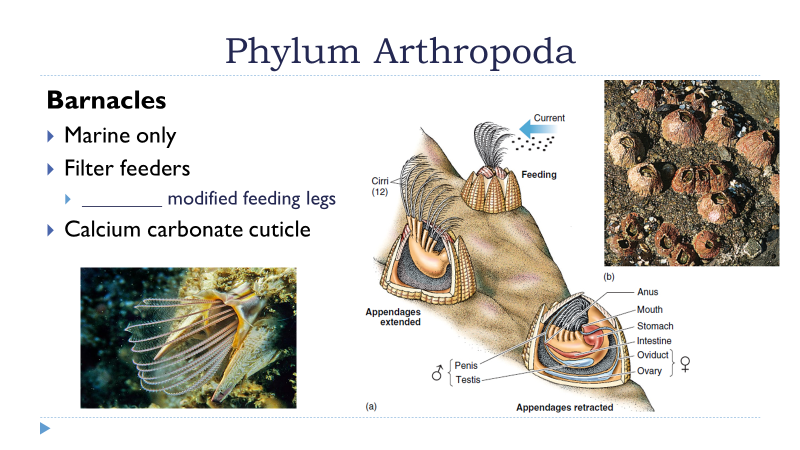 Phylum Arthropoda
Barnacles
Marine only
Filter feeders
________ modified feeding legs
Calcium carbonate cuticle
Current
Feeding
Cirri
(12)
Appendages
extended
(b)
Anus
Mouth
Stomach
Intestine
Oviduct
Ovary
♀
♂
Penis
Testis
(a)
Appendages retracted